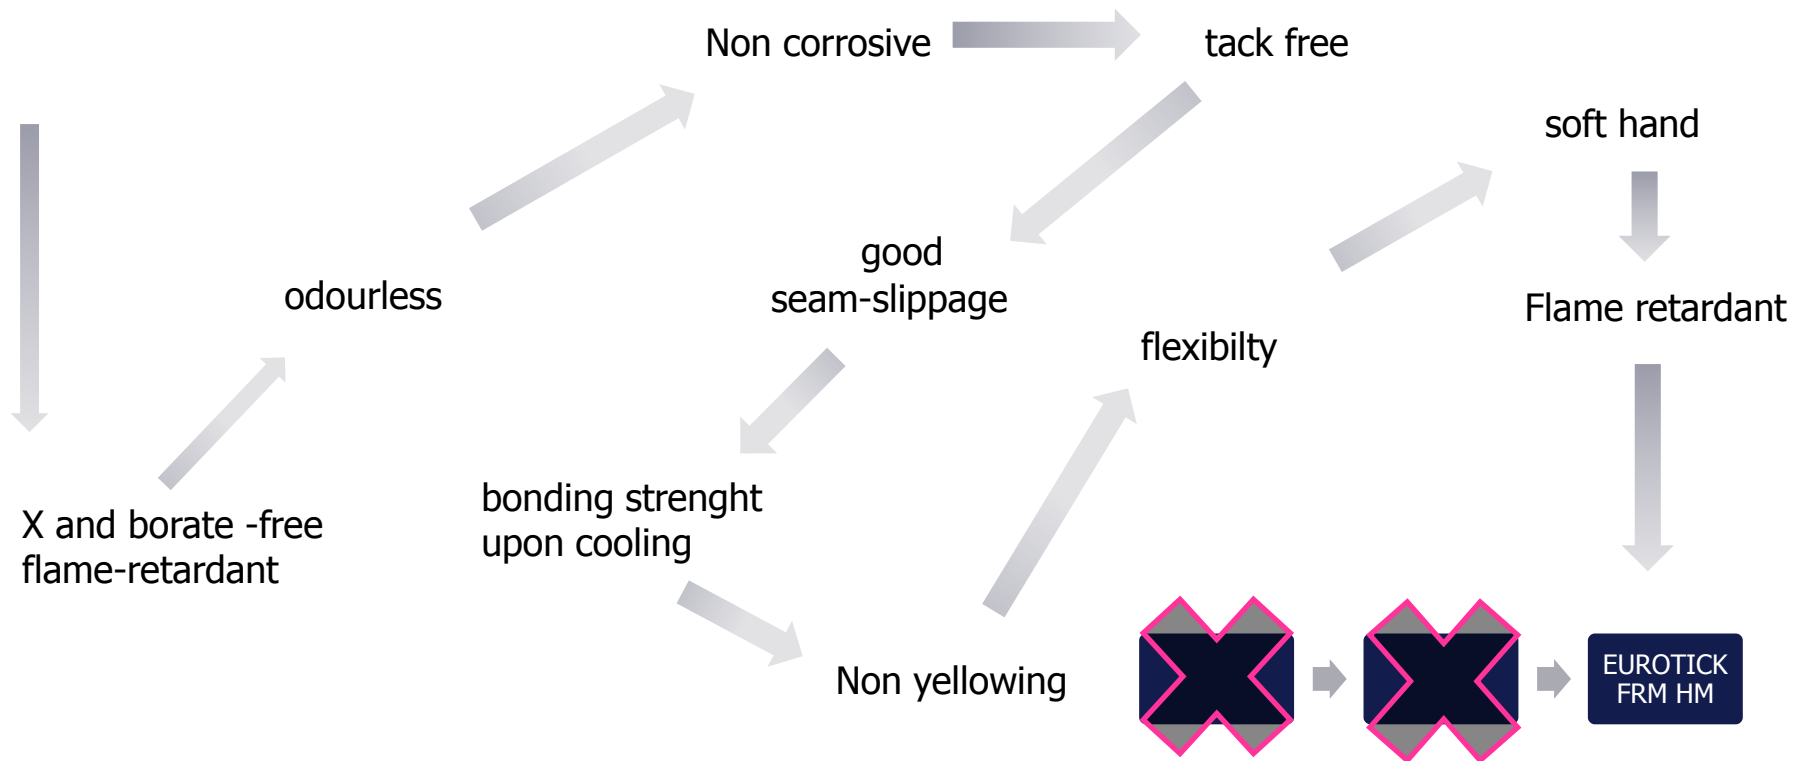 Non corrosive
tack free
soft hand
good
seam-slippage
odourless
Flame retardant
flexibilty
bonding strenght
upon cooling
X and borate -free
flame-retardant
Non yellowing
EUROTICK
FRM HM